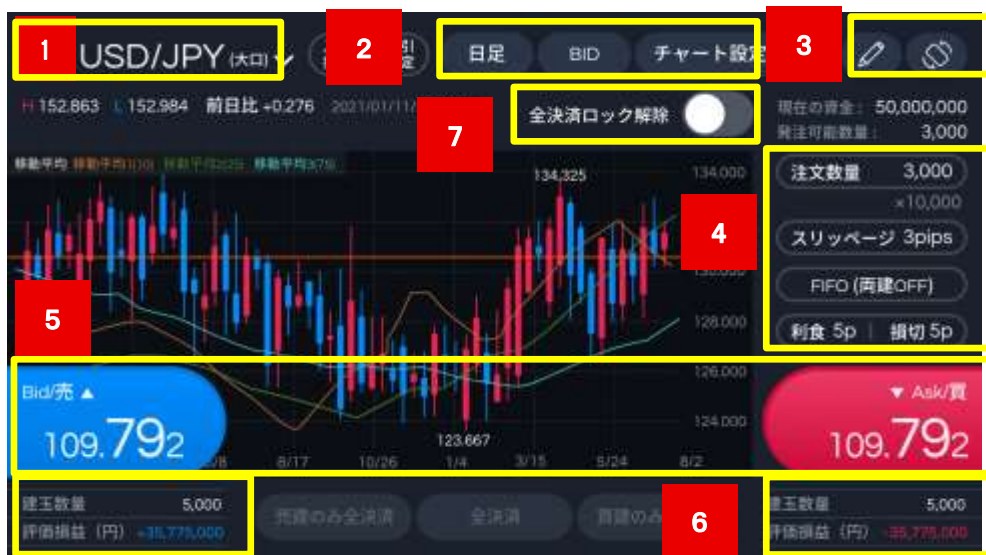 1 USD/JPY (大口) 2 日足 BID チャート設定 3
H 152.863 L 152.984 前日比 +0.276 2021/01/11/
7 全決済ロック解除
現在の資金: 50,000,000
発注可能数量: 3,000
移動平均 移動平均1(10) 移動平均2(25) 移動平均3(75)
134.325
134.000
注文数量 3,000
×10,000
4
スリッページ 3pips
130.000
FIFO (両建OFF)
5
128.000
利食 5p 損切 5p
126.000
Bid/売 ▲
▼ Ask/買
109.792
124.000
109.792
123.667
8/17 10/26 1/4 3/15 5/24 8/2
建玉数量 5,000
評価損益（円） +35,775,000
売建のみ全決済 全決済 買建のみ 6
建玉数量 5,000
評価損益（円） -35,775,000